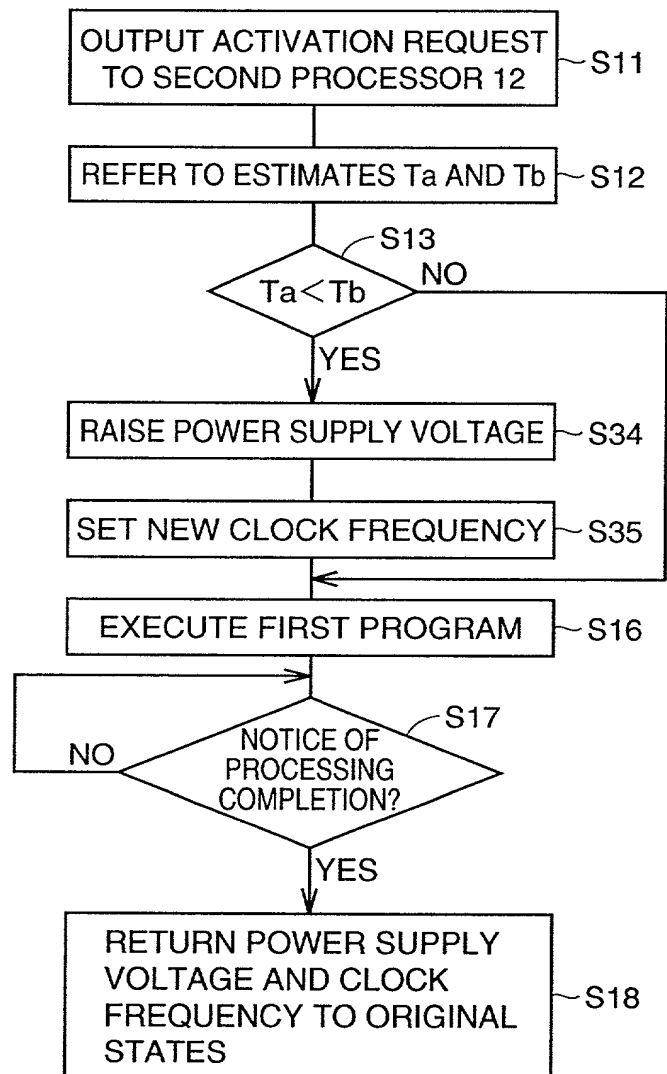 OUTPUT ACTIVATION REQUEST
TO SECOND PROCESSOR 12
S11
REFER TO ESTIMATES Ta AND Tb
S12
S13
Ta<Tb
NO
YES
RAISE POWER SUPPLY VOLTAGE
S34
SET NEW CLOCK FREQUENCY
S35
EXECUTE FIRST PROGRAM
S16
S17
NOTICE OF
PROCESSING
COMPLETION?
NO
YES
RETURN POWER SUPPLY
VOLTAGE AND CLOCK
FREQUENCY TO ORIGINAL
STATES
S18